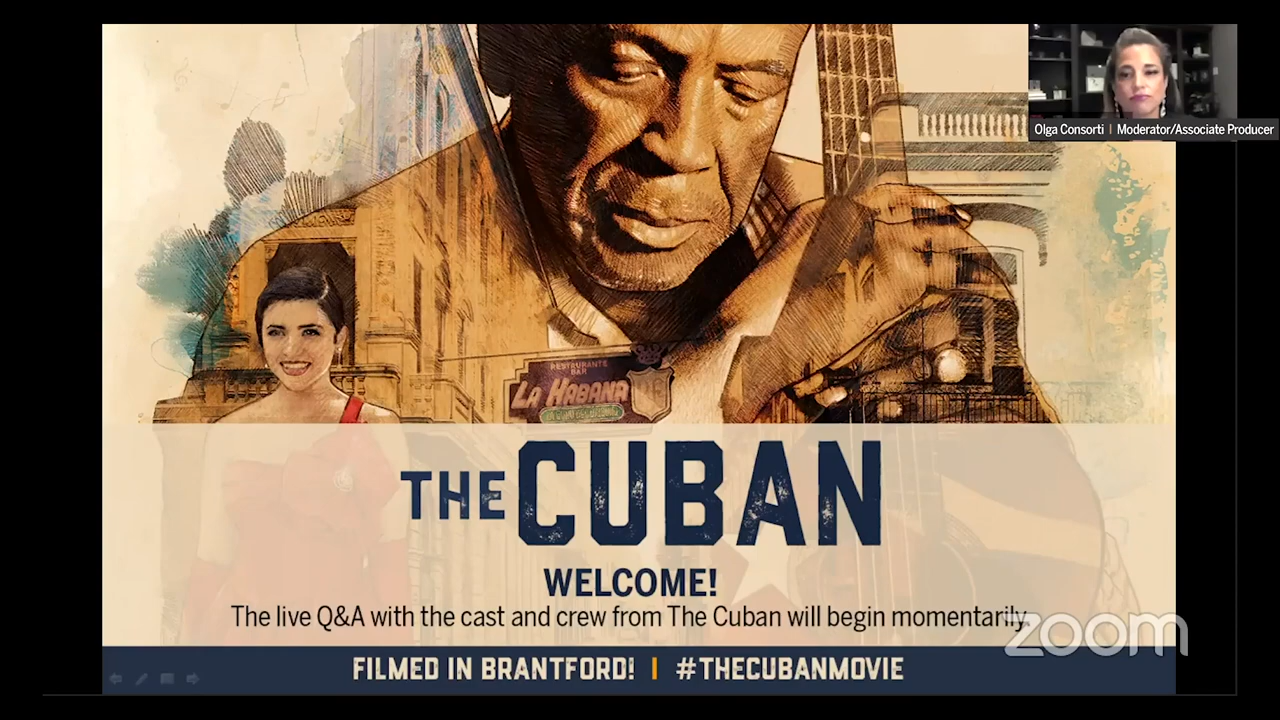 Olga Consorti | Moderator/Associate Producer
RESTURANTE
BAR
LA HABANA
THE CUBAN
WELCOME!
The live Q&A with the cast and crew from The Cuban will begin momentarily.
zoom
FILMED IN BRANTFORD! | #THECUBANMOVIE